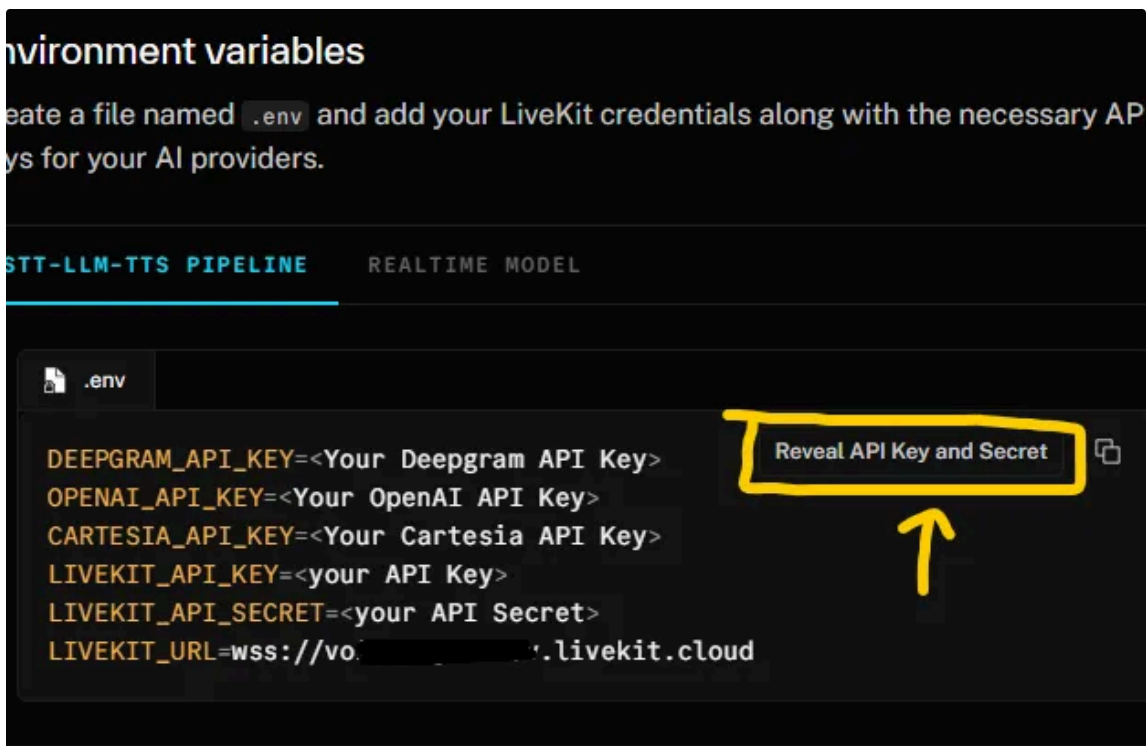 nvironment variables
eate a file named .env and add your LiveKit credentials along with the necessary AP
ys for your AI providers.
STT-LLM-TTS PIPELINE
REALTIME MODEL
.env
Reveal API Key and Secret
DEEPGRAM_API_KEY=<Your Deepgram API Key>
OPENAI_API_KEY=<Your OpenAI API Key>
CARTESIA_API_KEY=<Your Cartesia API Key>
LIVEKIT_API_KEY=<your API Key>
LIVEKIT_API_SECRET=<your API Secret>
LIVEKIT_URL=wss://vo .livekit.cloud